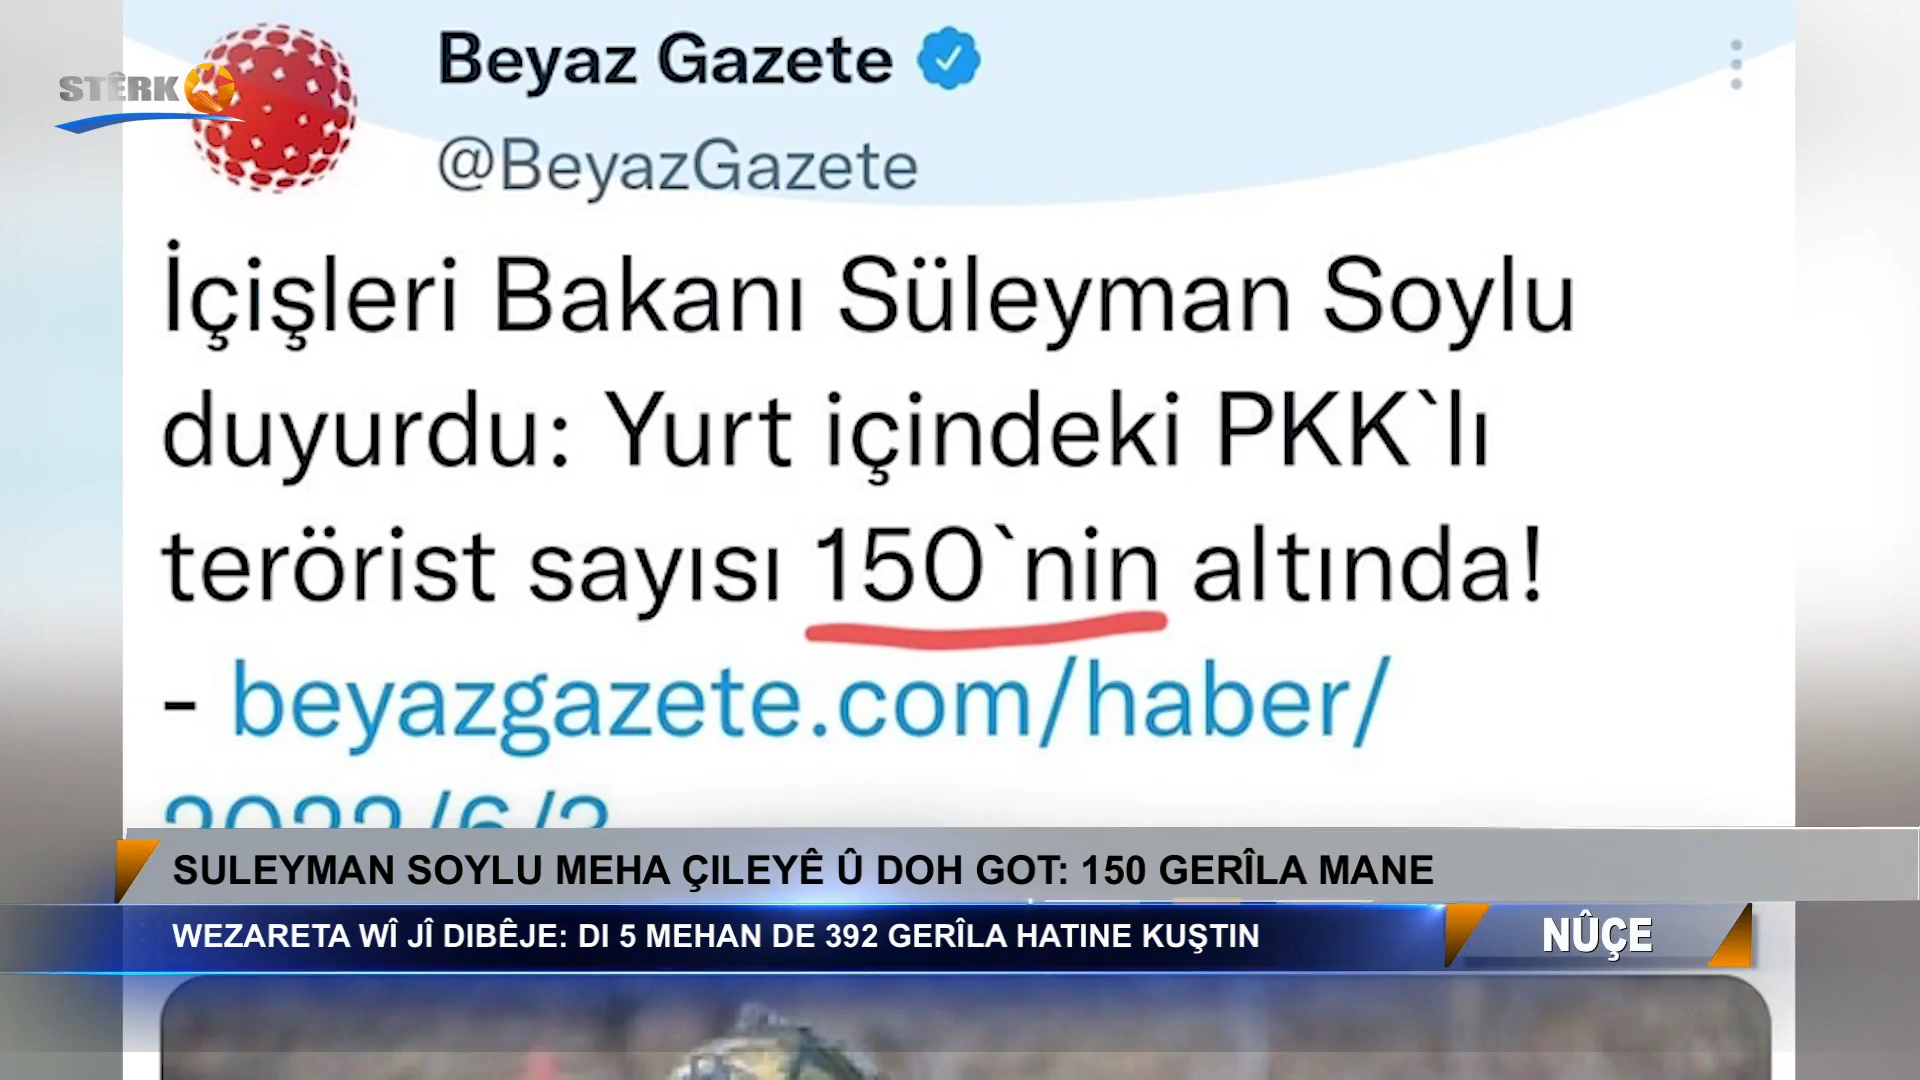 STÊRK
Beyaz Gazete
@BeyazGazete
İçişleri Bakanı Süleyman Soylu
duyurdu: Yurt içindeki PKK`lı
terörist sayısı 150`nin altında!
- beyazgazete.com/haber/
SULEYMAN SOYLU MEHA ÇILEYÊ Û DOH GOT: 150 GERÎLA MANE
WEZARETA WÎ JÎ DIBÊJE: DI 5 MEHAN DE 392 GERÎLA HATINE KUŞTIN
NÛÇE